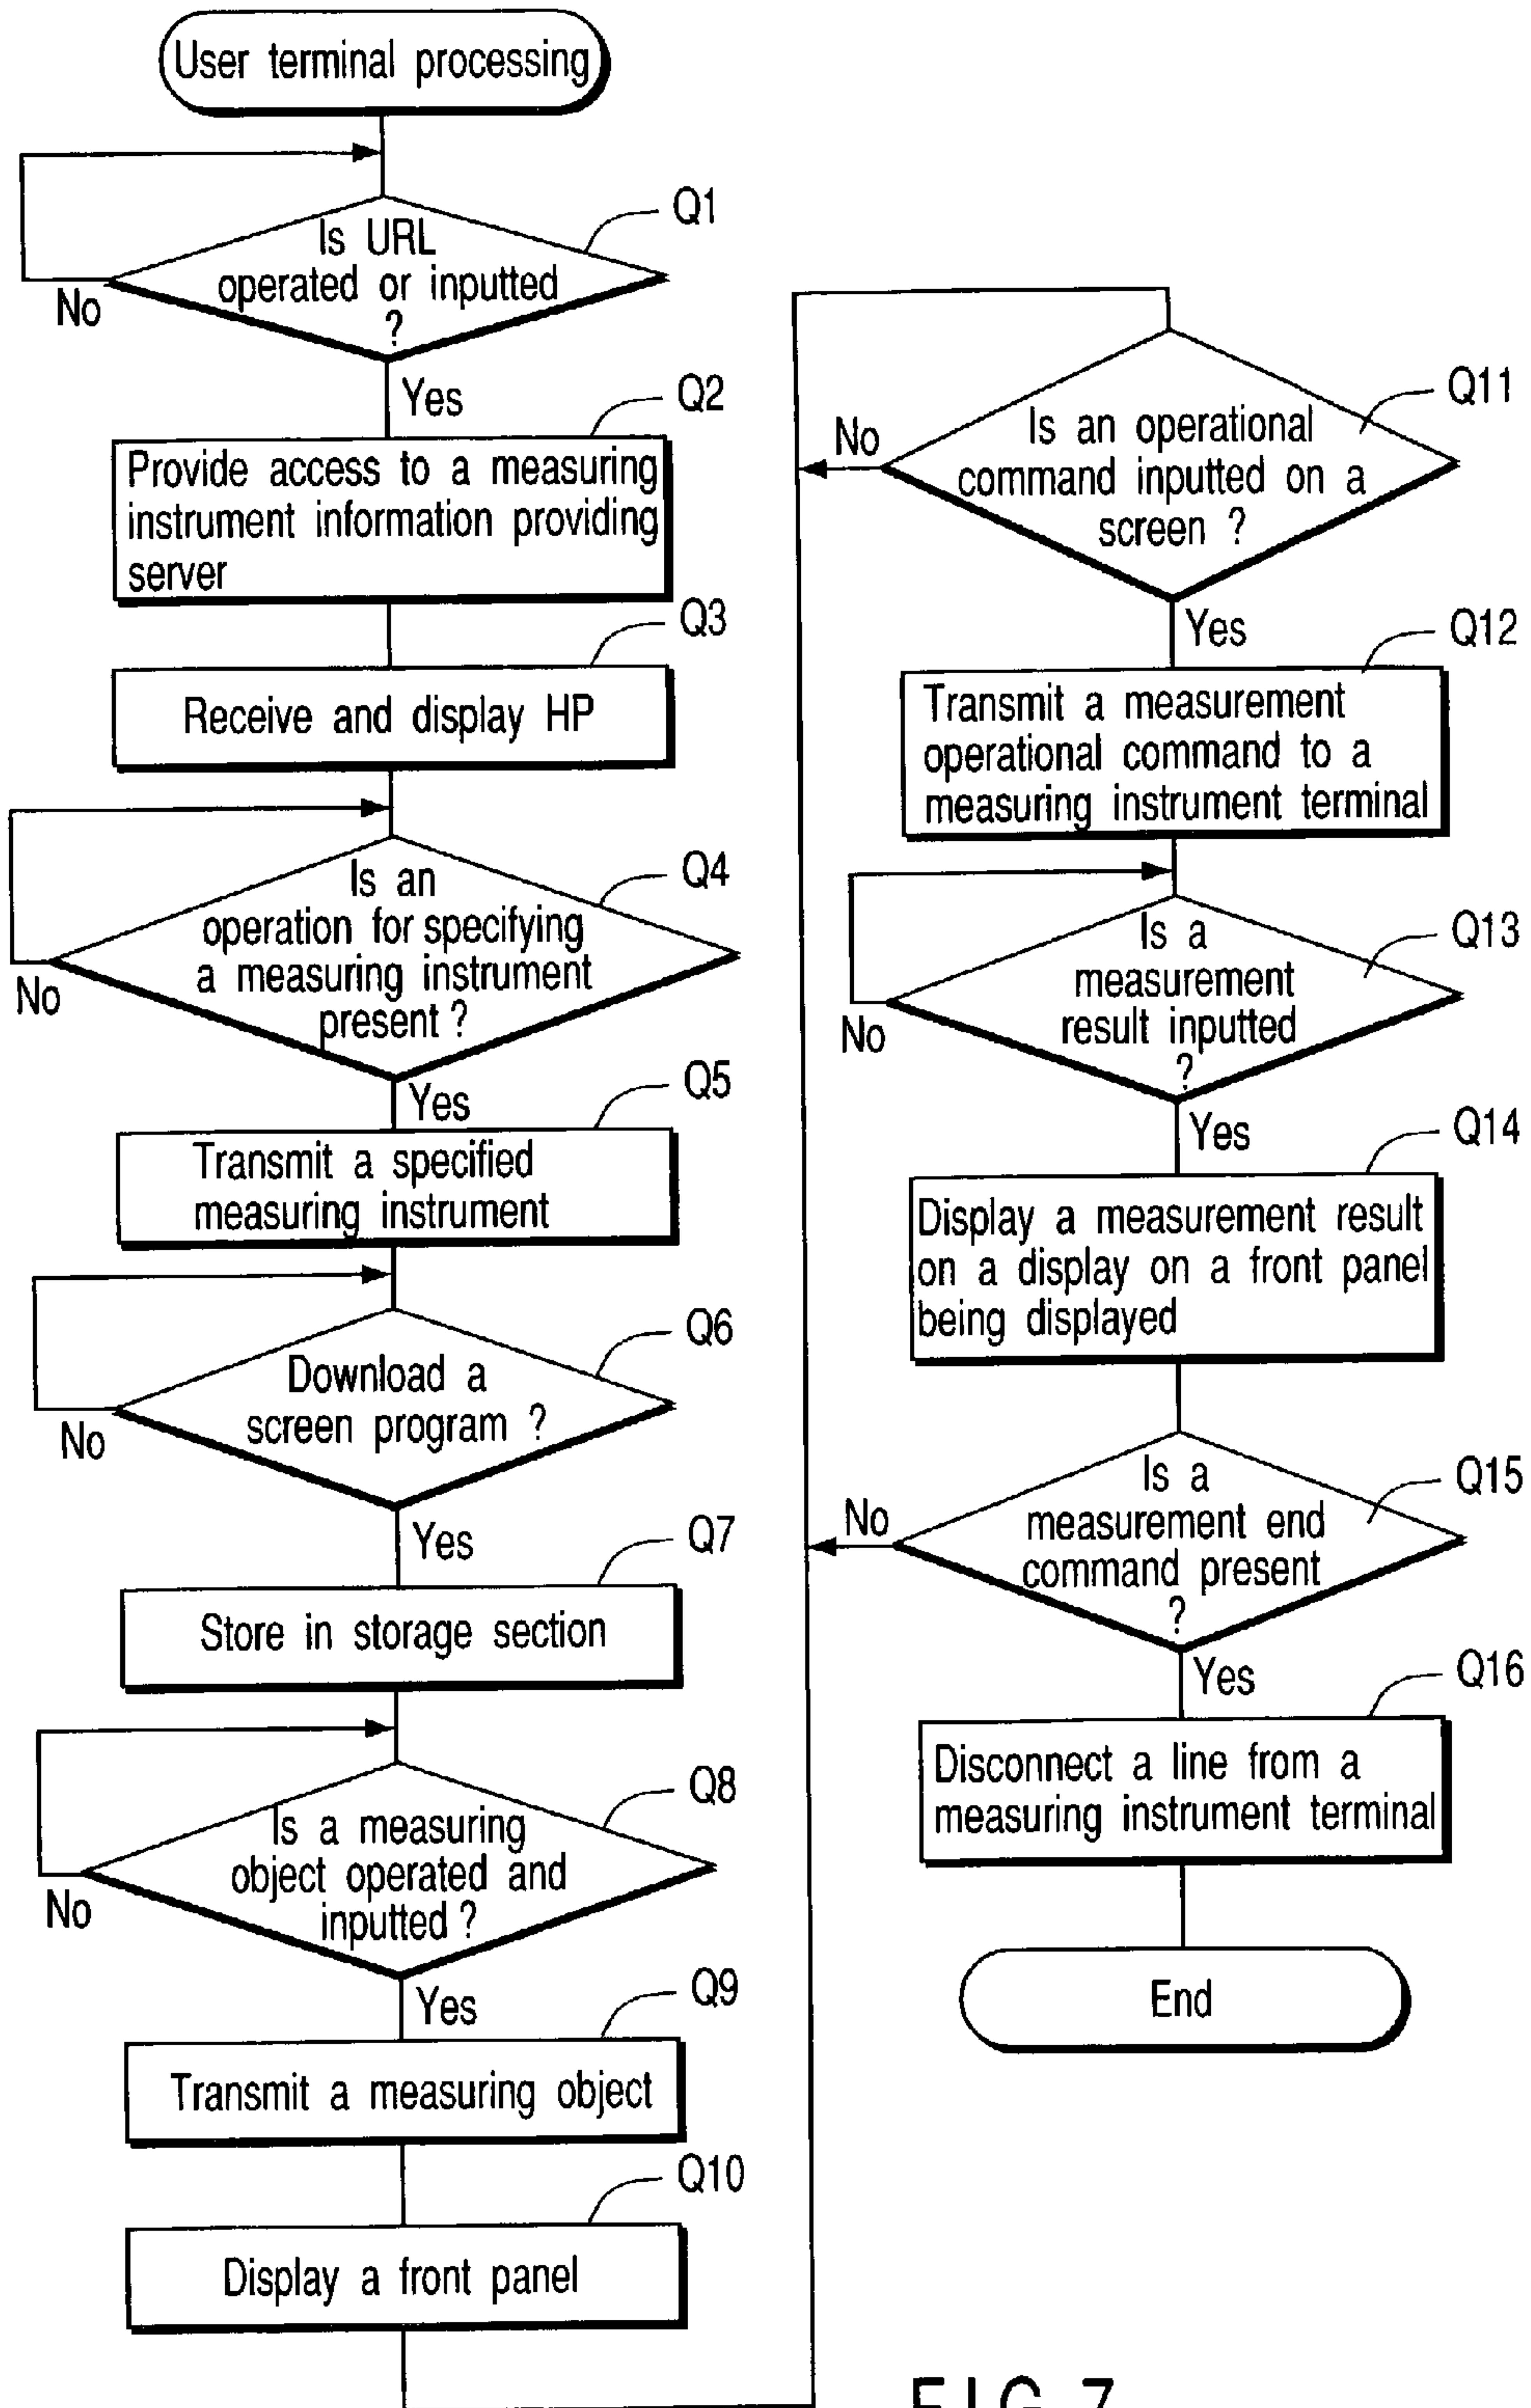 User terminal processing
Q1
Is URL
operated or inputted
?
No
Yes
Q2
Provide access to a measuring
instrument information providing
server
Q3
Receive and display HP
Q4
Is an
operation for specifying
a measuring instrument
present ?
No
Yes
Q5
Transmit a specified
measuring instrument
Q6
Download a
screen program ?
No
Yes
Q7
Store in storage section
Q8
Is a measuring
object operated and
inputted ?
No
Yes
Q9
Transmit a measuring object
Q10
Display a front panel
Q11
Is an operational
command inputted on a
screen ?
No
Yes
Q12
Transmit a measurement
operational command to a
measuring instrument terminal
Q13
Is a
measurement
result inputted
?
No
Yes
Q14
Display a measurement result
on a display on a front panel
being displayed
Q15
Is a
measurement end
command present
?
No
Yes
Q16
Disconnect a line from a
measuring instrument terminal
End
FIG. 7